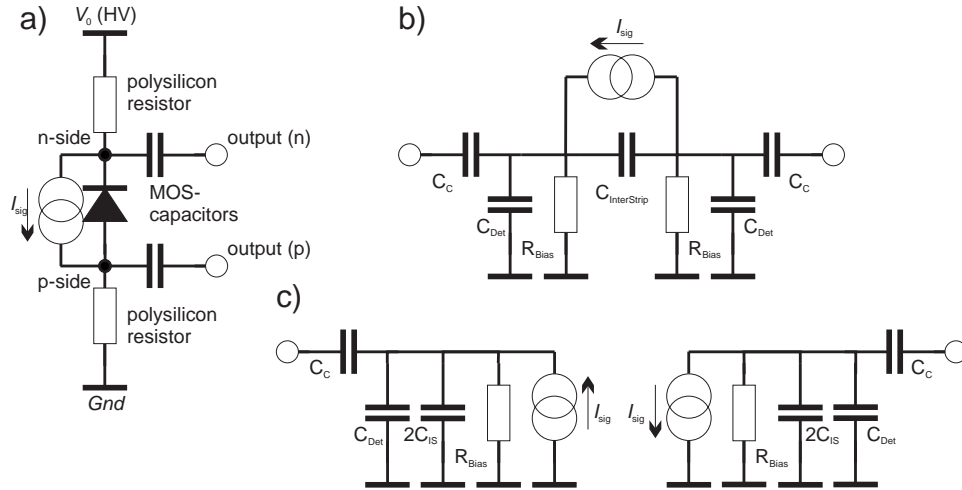 a)
V0 (HV)
polysilicon
resistor
n-side
output (n)
Isig
MOS-
capacitors
output (p)
p-side
polysilicon
resistor
Gnd
b)
Isig
CC
CInterStrip
CC
CDet
RBias
RBias
CDet
c)
CC
CDet
2CIS
RBias
Isig
Isig
RBias
2CIS
CDet
CC